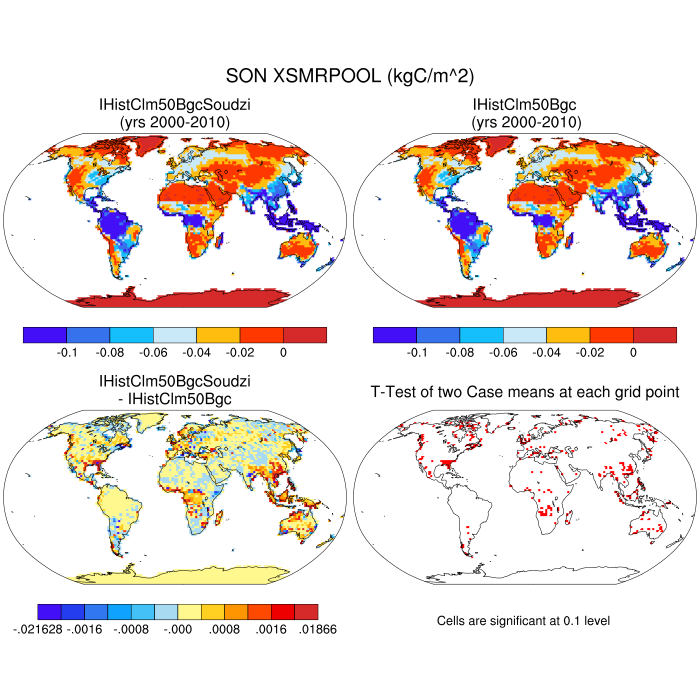 SON XSMRPOOL (kgC/m^2)
IHistClm50BgcSoudzi
(yrs 2000-2010)
IHistClm50Bgc
(yrs 2000-2010)
-0.1 -0.08 -0.06 -0.04 -0.02 0
-0.1 -0.08 -0.06 -0.04 -0.02 0
IHistClm50BgcSoudzi
- IHistClm50Bgc
T-Test of two Case means at each grid point
-.021628 -.0016 -.0008 -.000 .0008 .0016 .01866
Cells are significant at 0.1 level